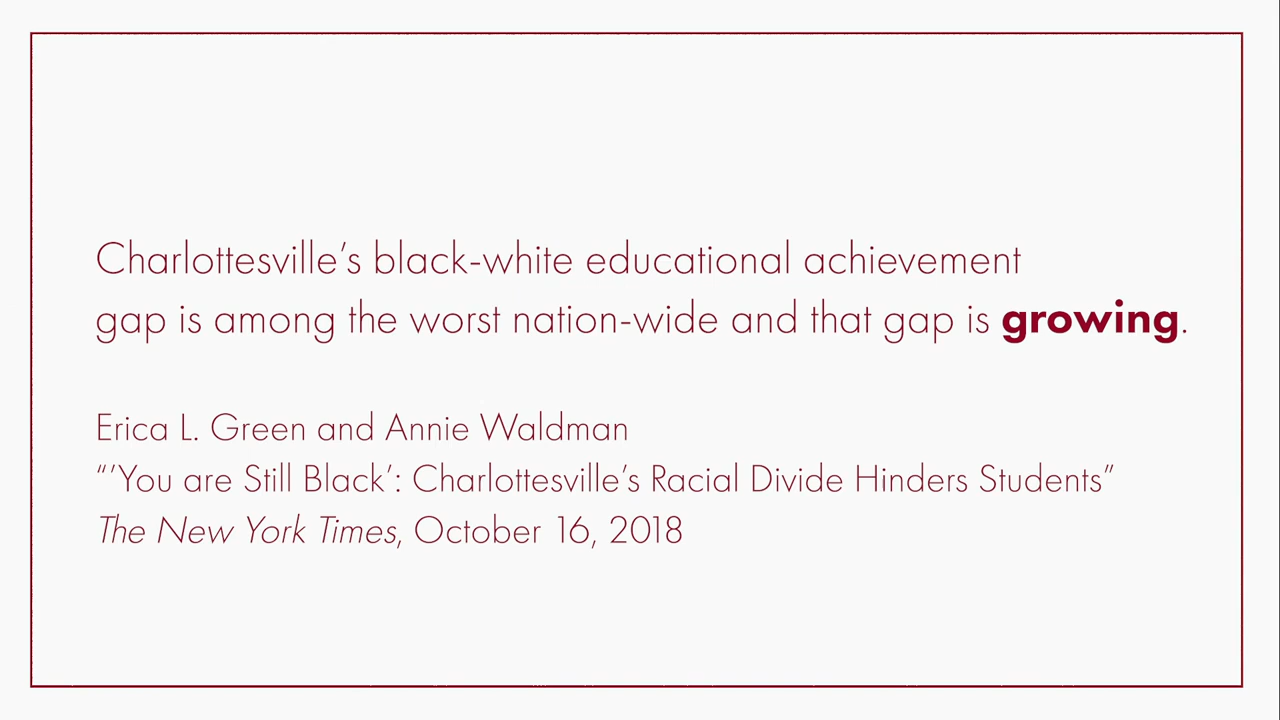 Charlottesville’s black-white educational achievement
gap is among the worst nation-wide and that gap is growing.
Erica L. Green and Annie Waldman
“’You are Still Black’: Charlottesville’s Racial Divide Hinders Students”
The New York Times, October 16, 2018